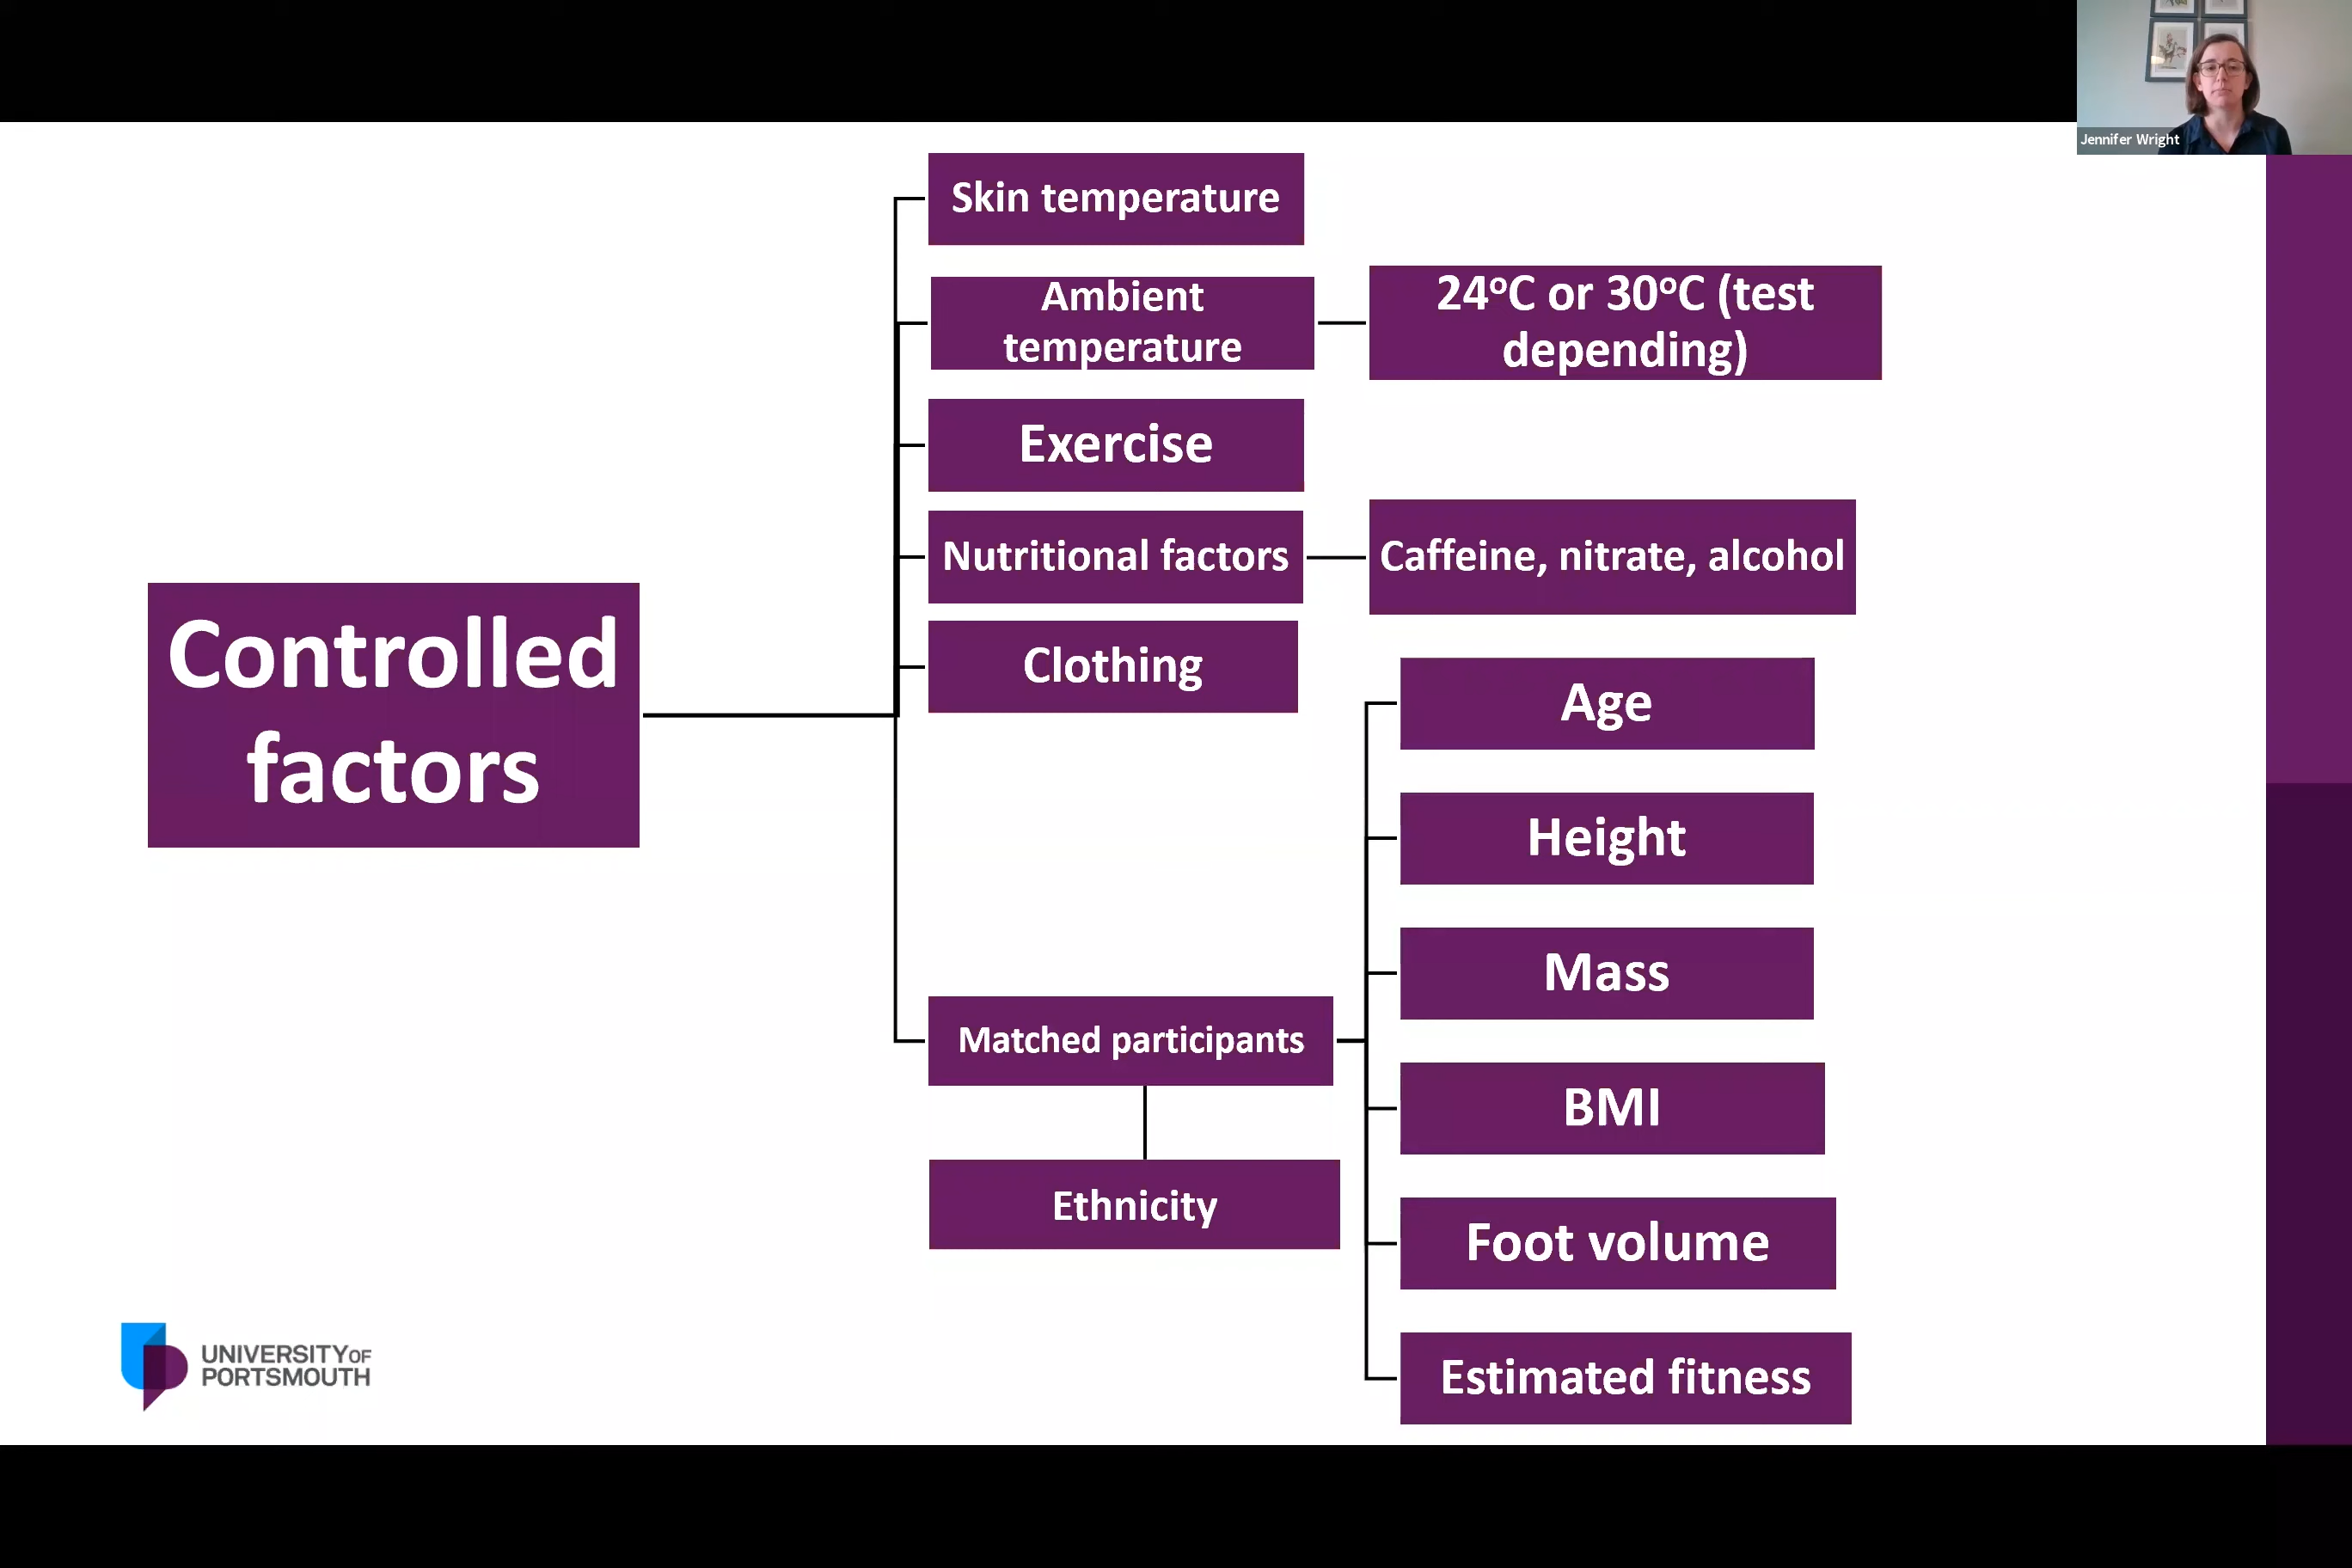 Jennifer Wright
Controlled
factors
Skin temperature
Ambient
temperature
24°C or 30°C (test
depending)
Exercise
Nutritional factors
Caffeine, nitrate, alcohol
Clothing
Matched participants
Ethnicity
Age
Height
Mass
BMI
Foot volume
Estimated fitness
UNIVERSITY OF
PORTSMOUTH